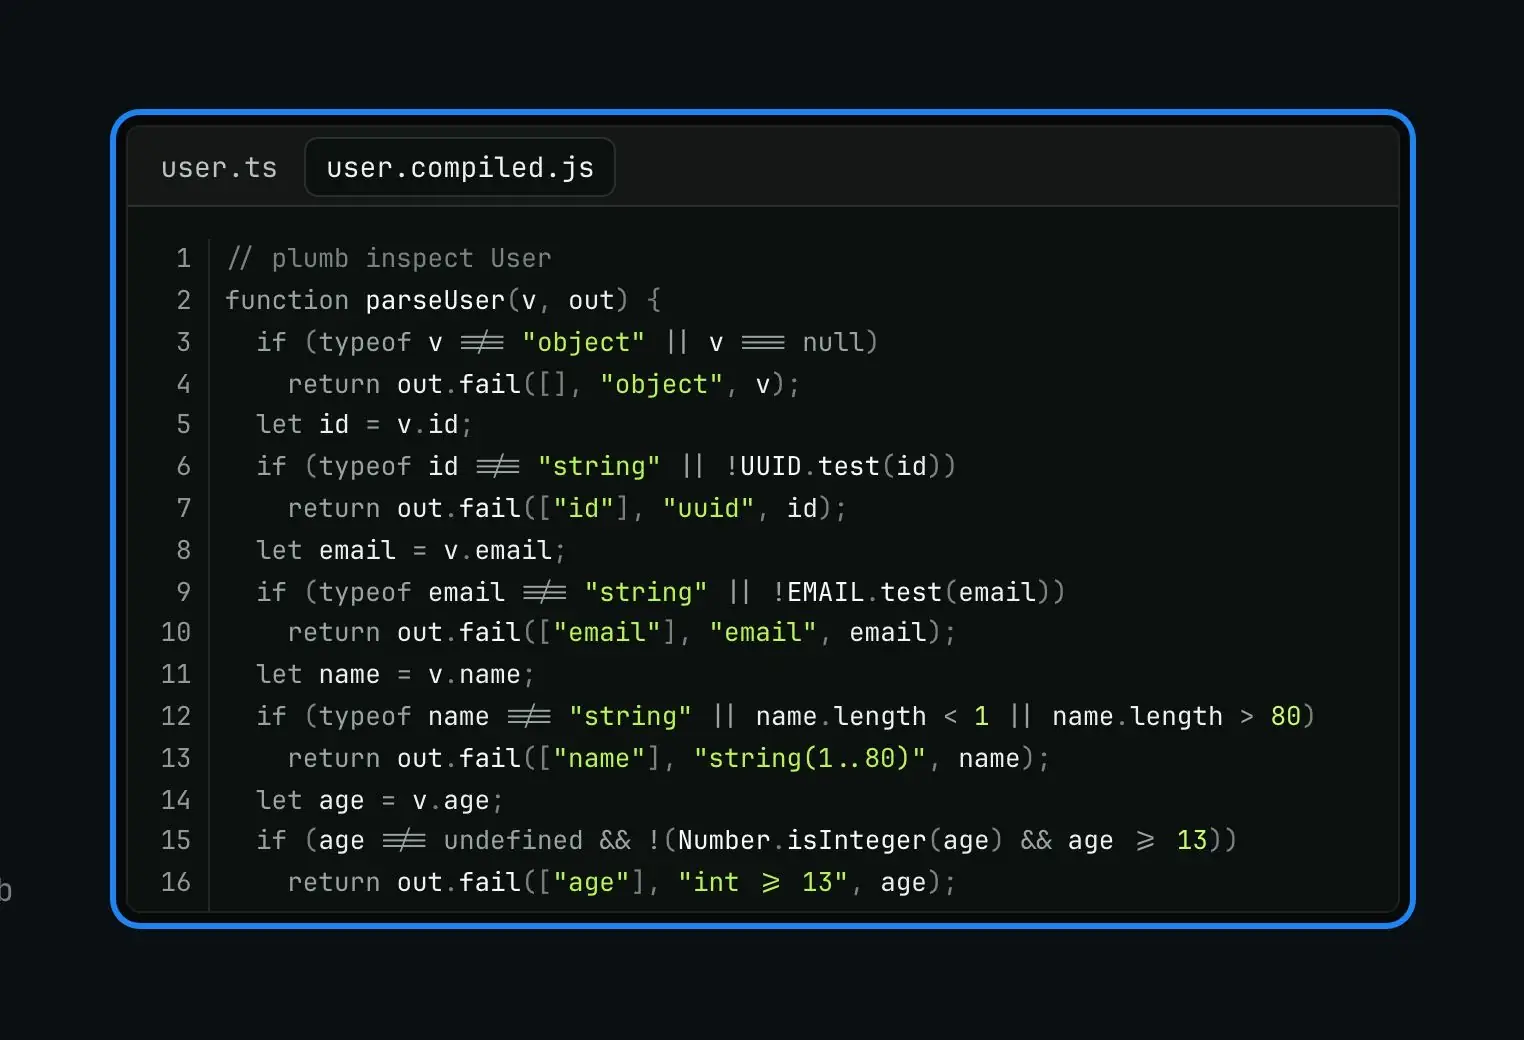 user.ts
user.compiled.js
1 // plumb inspect User
2 function parseUser(v, out) {
3   if (typeof v !== "object" || v === null)
4     return out.fail([], "object", v);
5   let id = v.id;
6   if (typeof id !== "string" || !UUID.test(id))
7     return out.fail(["id"], "uuid", id);
8   let email = v.email;
9   if (typeof email !== "string" || !EMAIL.test(email))
10     return out.fail(["email"], "email", email);
11   let name = v.name;
12   if (typeof name !== "string" || name.length < 1 || name.length > 80)
13     return out.fail(["name"], "string(1..80)", name);
14   let age = v.age;
15   if (age !== undefined && !(Number.isInteger(age) && age >= 13))
16     return out.fail(["age"], "int >= 13", age);
b